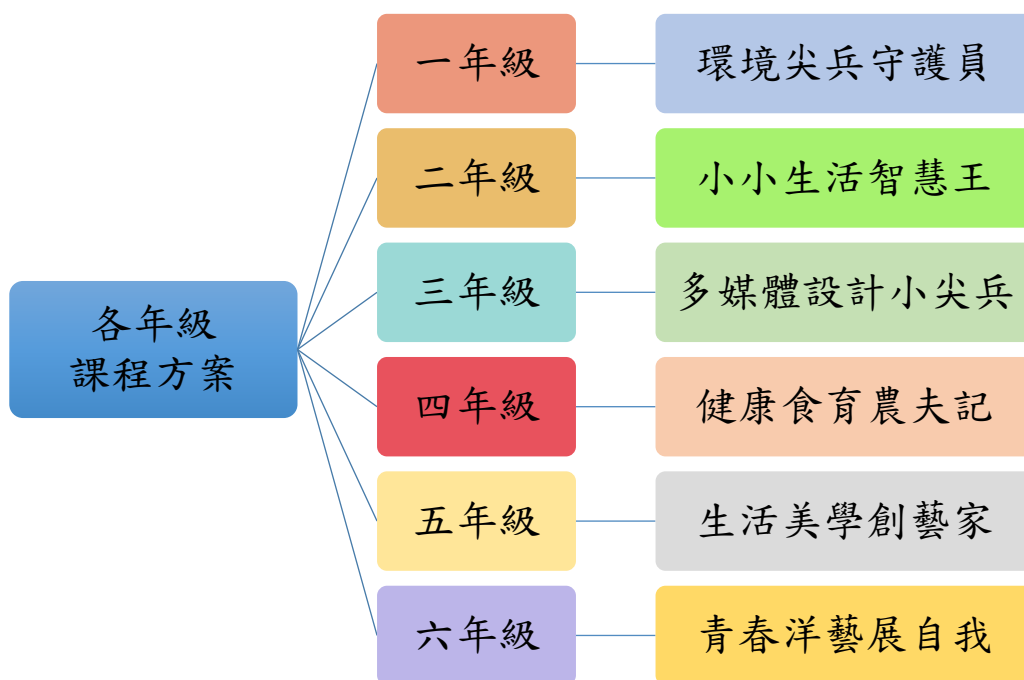 各年級
課程方案
一年級
環境尖兵守護員
二年級
小小生活智慧王
三年級
多媒體設計小尖兵
四年級
健康食育農夫記
五年級
生活美學創藝家
六年級
青春洋藝展自我